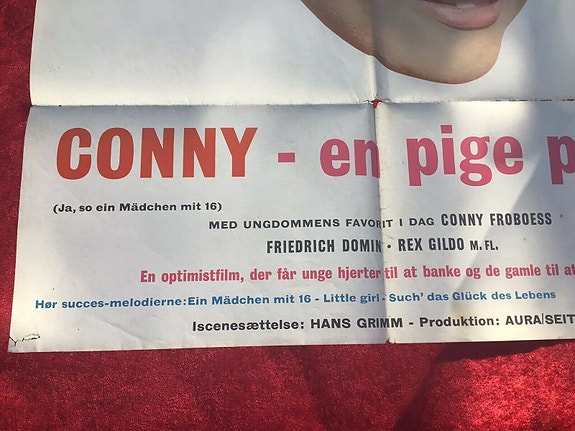 CONNY - en pige p
(Ja, so ein Mädchen mit 16)
MED UNGDOMMENS FAVORIT I DAG CONNY FROBOESS
FRIEDRICH DOMIN · REX GILDO M. FL.
En optimistfilm, der får unge hjerter til at banke og de gamle til at
Hør succes-melodierne: Ein Mädchen mit 16 - Little girl - Such' das Glück des Lebens
Iscenesættelse: HANS GRIMM - Produktion: AURA/SEIT